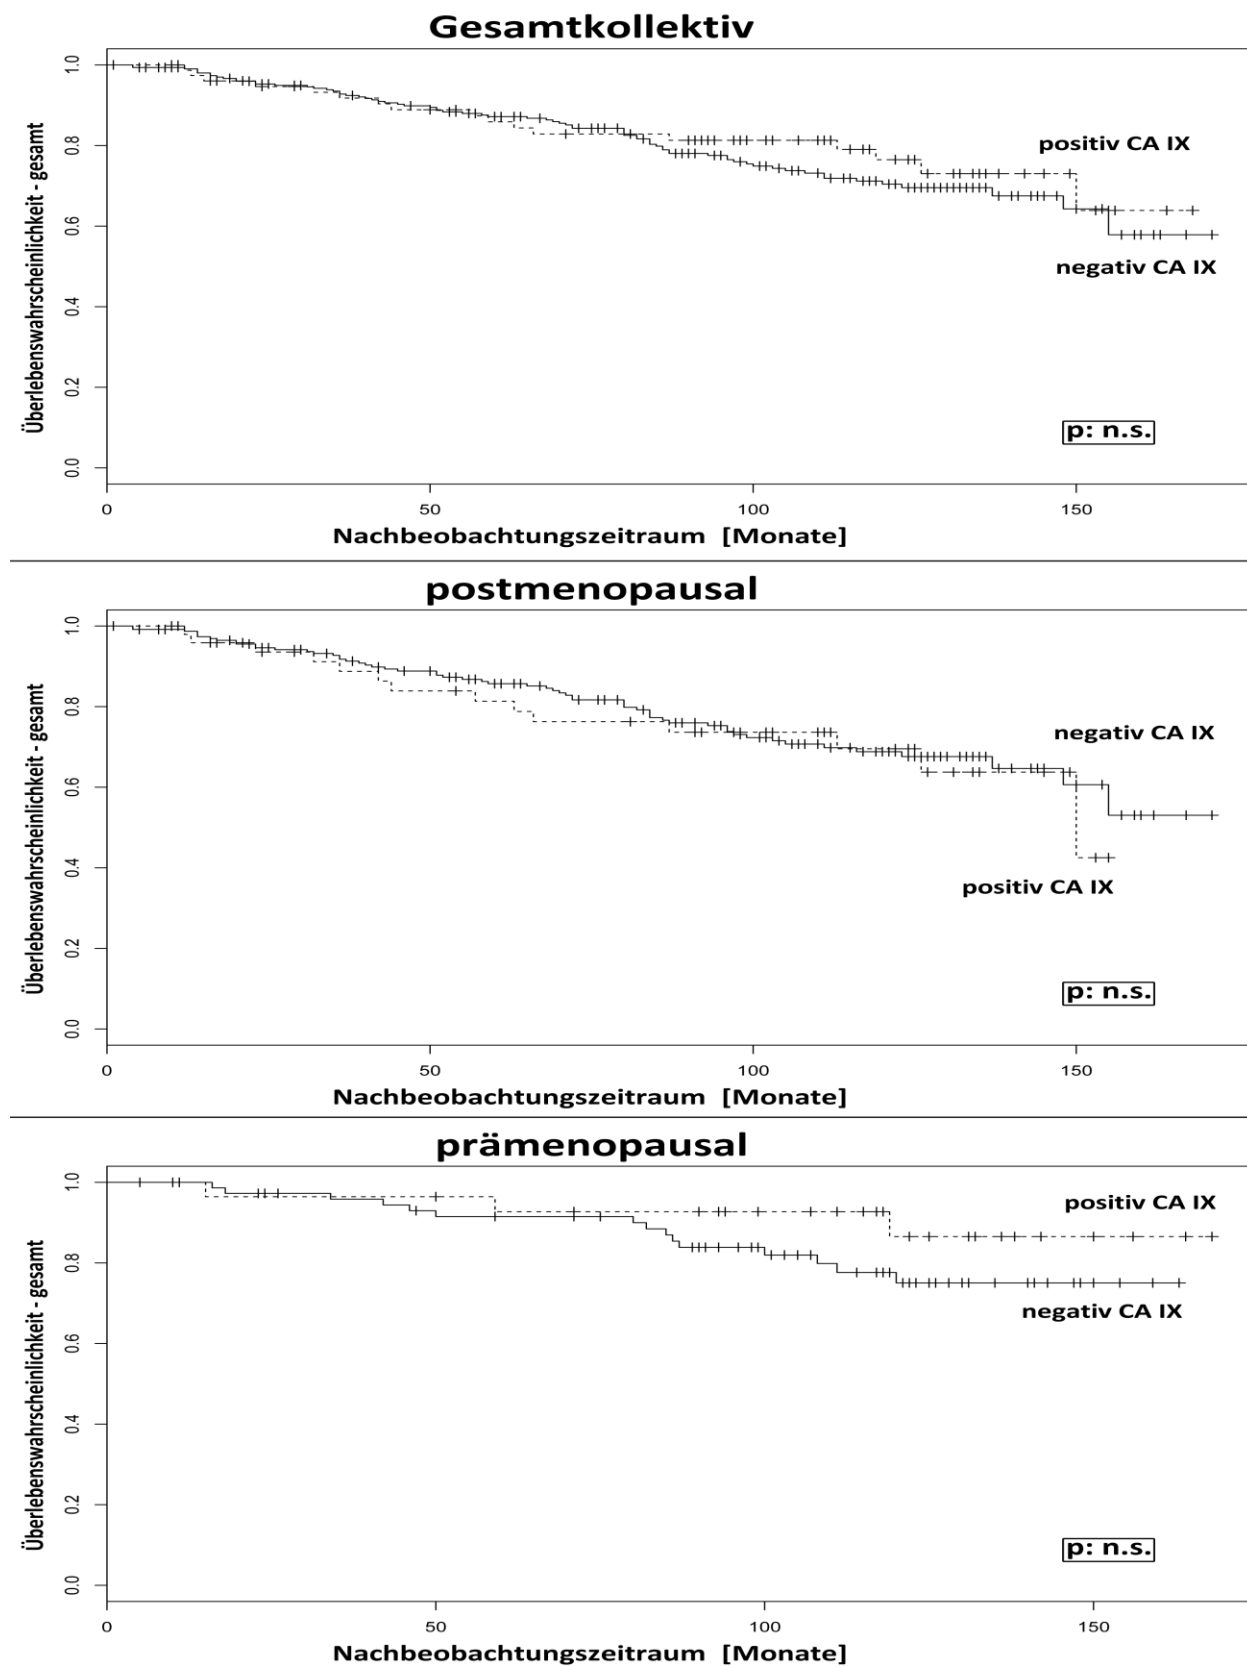 Gesamtkollektiv
Überlebenswahrscheinlichkeit - gesamt
1.0
0.8
0.6
0.4
0.2
0.0
positiv CA IX
negativ CA IX
p: n.s.
0 50 100 150
Nachbeobachtungszeitraum [Monate]
postmenopausal
Überlebenswahrscheinlichkeit - gesamt
1.0
0.8
0.6
0.4
0.2
0.0
negativ CA IX
positiv CA IX
p: n.s.
0 50 100 150
Nachbeobachtungszeitraum [Monate]
prämenopausal
Überlebenswahrscheinlichkeit - gesamt
1.0
0.8
0.6
0.4
0.2
0.0
positiv CA IX
negativ CA IX
p: n.s.
0 50 100 150
Nachbeobachtungszeitraum [Monate]